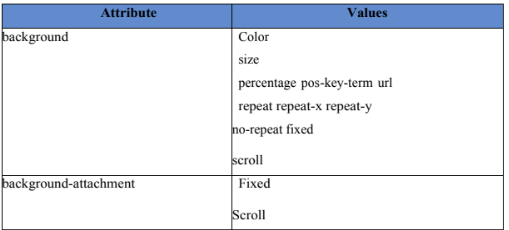 Attribute Values
background Color
size
percentage pos-key-term url
repeat repeat-x repeat-y
no-repeat fixed
scroll
background-attachment Fixed
Scroll